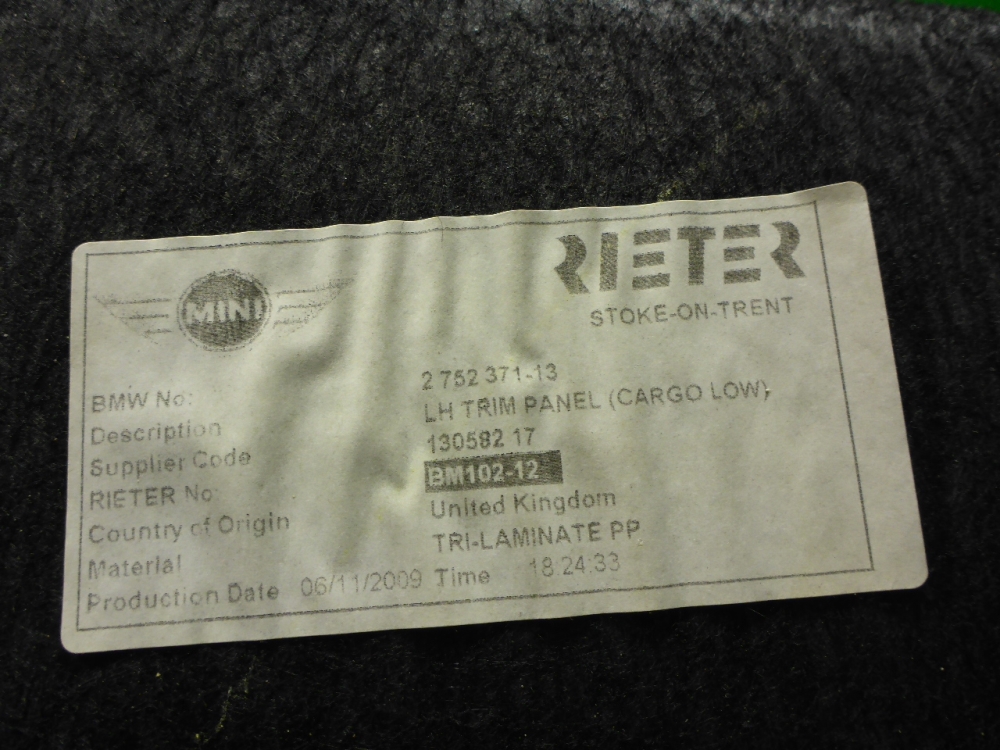 MINI
RIETER
STOKE-ON-TRENT
BMW No: 2 752 371-13
Description LH TRIM PANEL (CARGO LOW),
Supplier Code 130582 17
RIETER No: BM102-12
Country of Origin United Kingdom
Material TRI-LAMINATE PP
Production Date 06/11/2009 Time 18:24:33